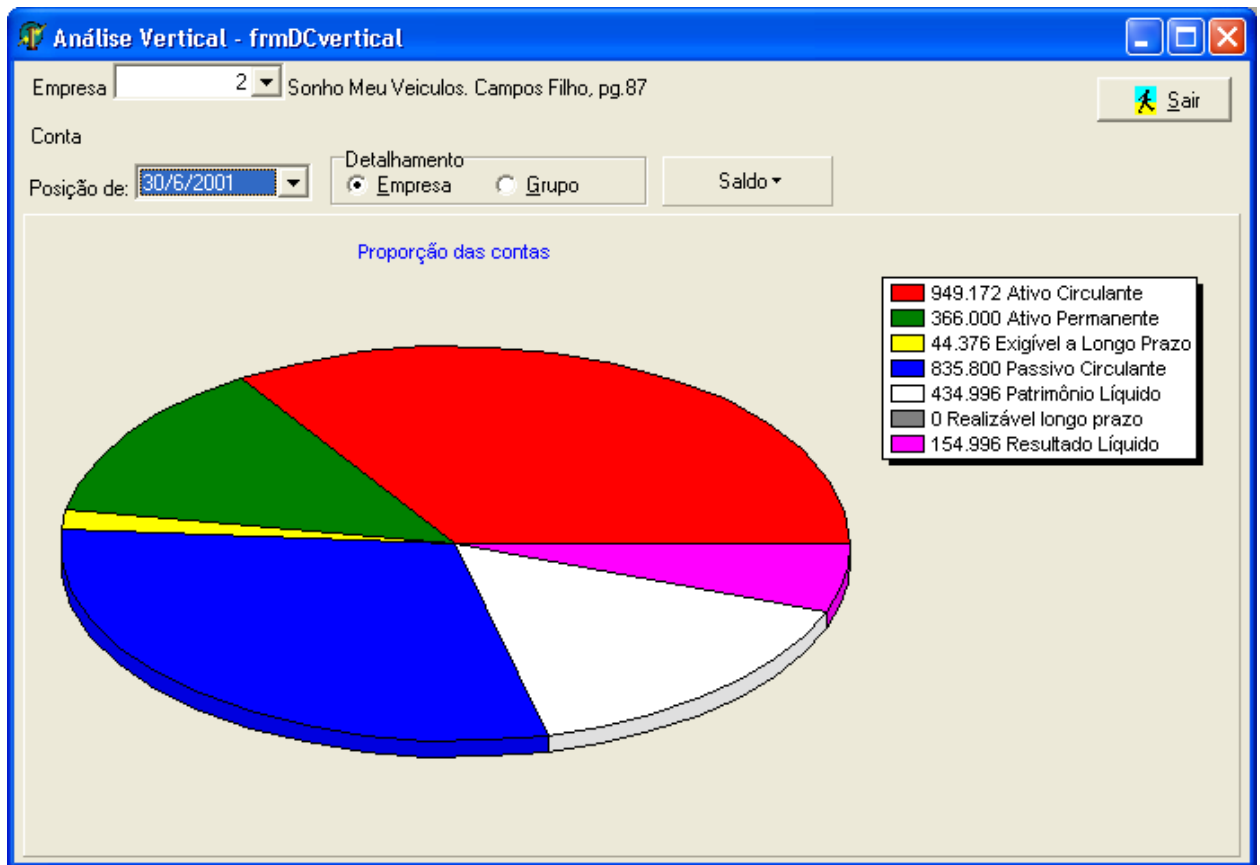 Análise Vertical - frmDCvertical
Empresa 2 Sonho Meu Veiculos. Campos Filho, pg.87
Sair
Conta
Detalhamento
Posição de: 30/6/2001 Empresa Grupo Saldo
Proporção das contas
949.172 Ativo Circulante
366.000 Ativo Permanente
44.376 Exigível a Longo Prazo
835.800 Passivo Circulante
434.996 Patrimônio Líquido
0 Realizável longo prazo
154.996 Resultado Líquido